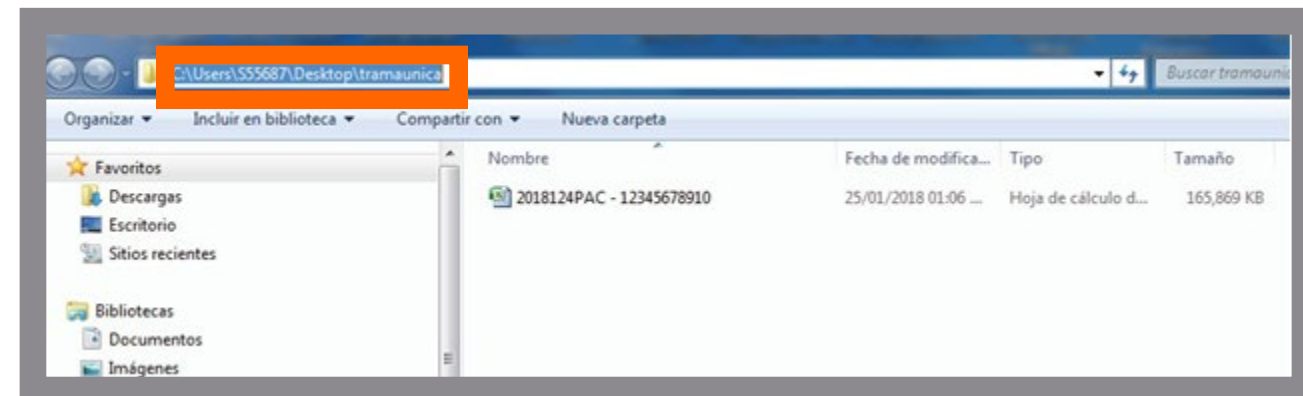 C:\Users\S55687\Desktop\tramaunica
Buscar tramaunic
Organizar Incluir en biblioteca Compartir con Nueva carpeta
Favoritos
Descargas
Escritorio
Sitios recientes
Bibliotecas
Documentos
Imágenes
Nombre Fecha de modifica... Tipo Tamaño
2018124PAC - 12345678910 25/01/2018 01:06 ... Hoja de cálculo d... 165,869 KB